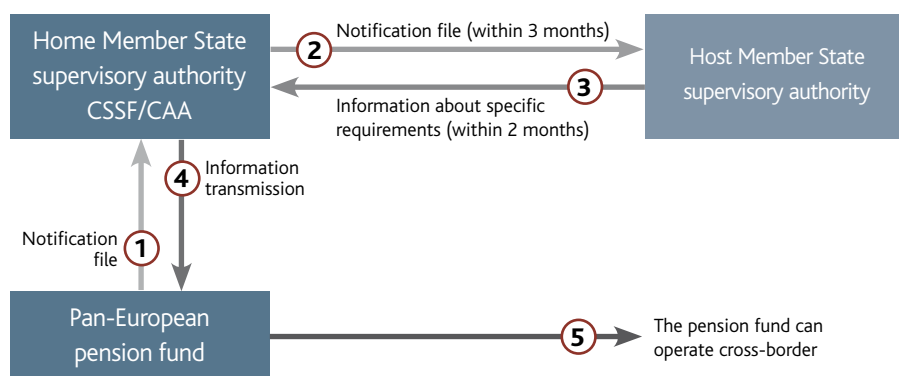 Home Member State
supervisory authority
CSSF/CAA
2
Notification file (within 3 months)
Host Member State
supervisory authority
3
Information about specific
requirements (within 2 months)
4
Information
transmission
Notification
file
1
Pan-European
pension fund
5
The pension fund can
operate cross-border